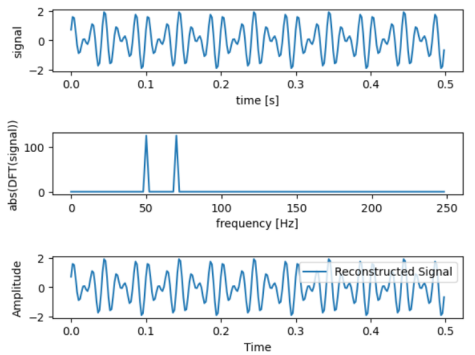 signal
2
0
−2
0.0 0.1 0.2 0.3 0.4 0.5
time [s]
abs(DFT(signal))
100
0
0 50 100 150 200 250
frequency [Hz]
Amplitude
2
0
−2
Reconstructed Signal
0.0 0.1 0.2 0.3 0.4 0.5
Time